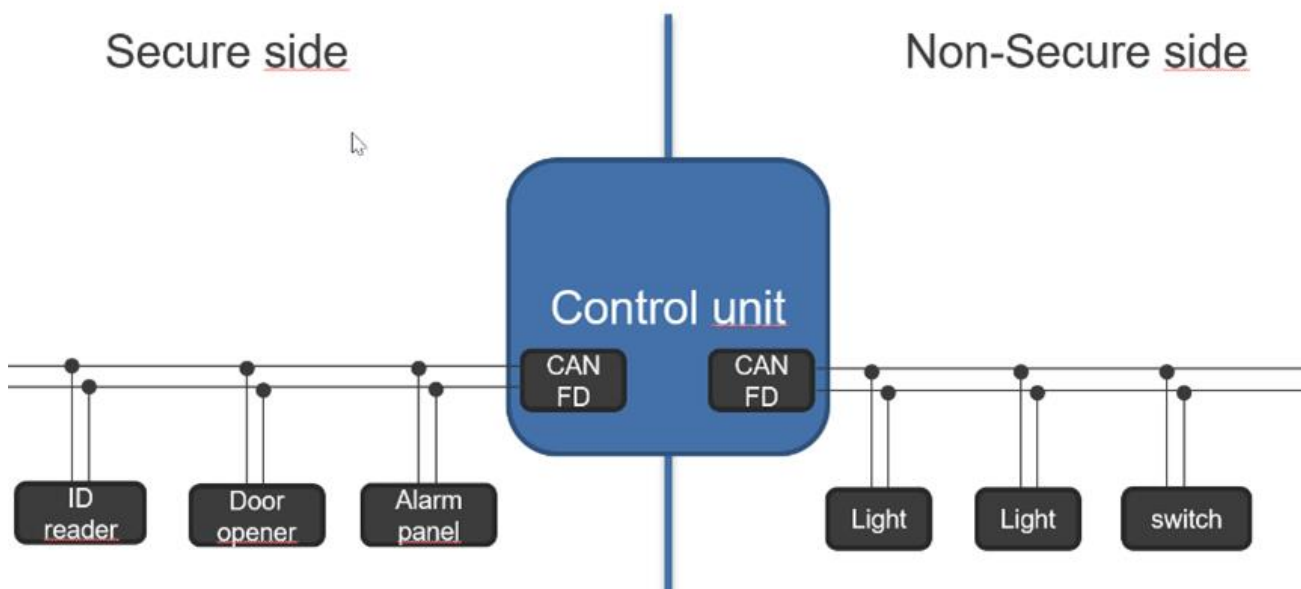 Secure side
Non-Secure side
Control unit
CAN
FD
CAN
FD
ID
reader
Door
opener
Alarm
panel
Light
Light
switch